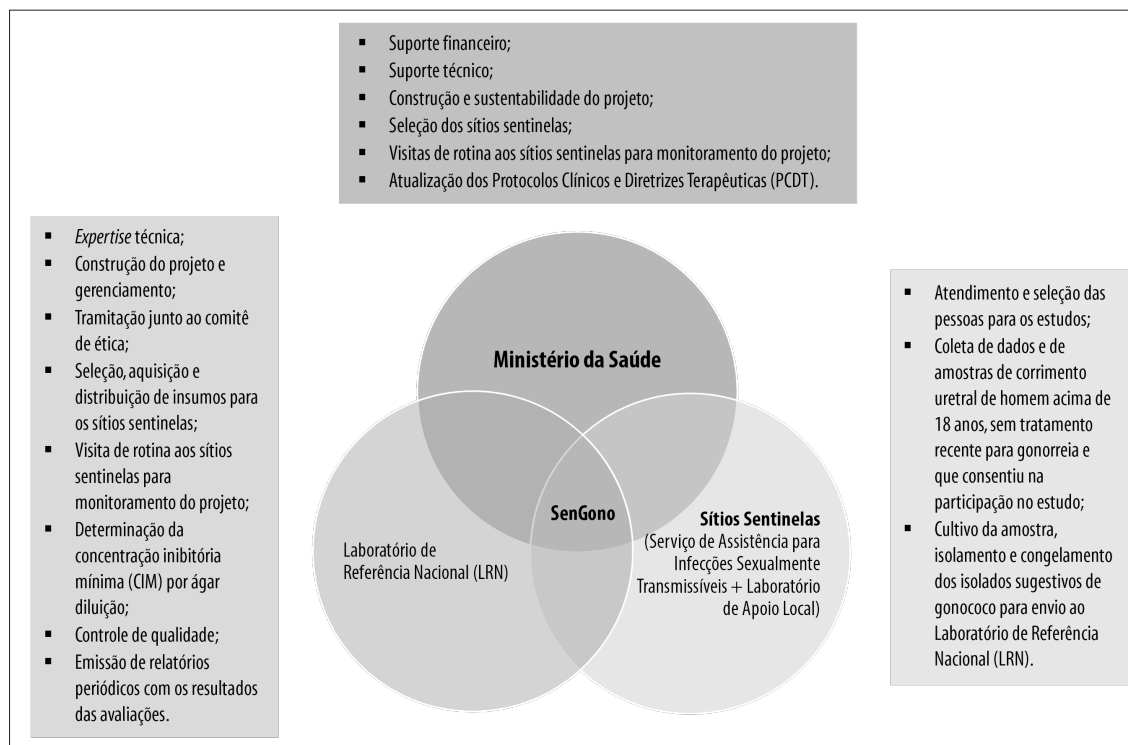 ▪ Suporte financeiro;
▪ Suporte técnico;
▪ Construção e sustentabilidade do projeto;
▪ Seleção dos sítios sentinelas;
▪ Visitas de rotina aos sítios sentinelas para monitoramento do projeto;
▪ Atualização dos Protocolos Clínicos e Diretrizes Terapêuticas (PCDT).
▪ Expertise técnica;
▪ Construção do projeto e
gerenciamento;
▪ Tramitação junto ao comitê
de ética;
▪ Seleção, aquisição e
distribuição de insumos para
os sítios sentinelas;
▪ Visita de rotina aos sítios
sentinelas para
monitoramento do projeto;
▪ Determinação da
concentração inibitória
mínima (CIM) por ágar
diluição;
▪ Controle de qualidade;
▪ Emissão de relatórios
periódicos com os resultados
das avaliações.
Ministério da Saúde
SenGono
Laboratório de
Referência Nacional (LRN)
Sítios Sentinelas
(Serviço de Assistência para
Infecções Sexualmente
Transmissíveis + Laboratório
de Apoio Local)
▪ Atendimento e seleção das
pessoas para os estudos;
▪ Coleta de dados e de
amostras de corrimento
uretral de homem acima de
18 anos, sem tratamento
recente para gonorreia e
que consentiu na
participação no estudo;
▪ Cultivo da amostra,
isolamento e congelamento
dos isolados sugestivos de
gonococo para envio ao
Laboratório de Referência
Nacional (LRN).